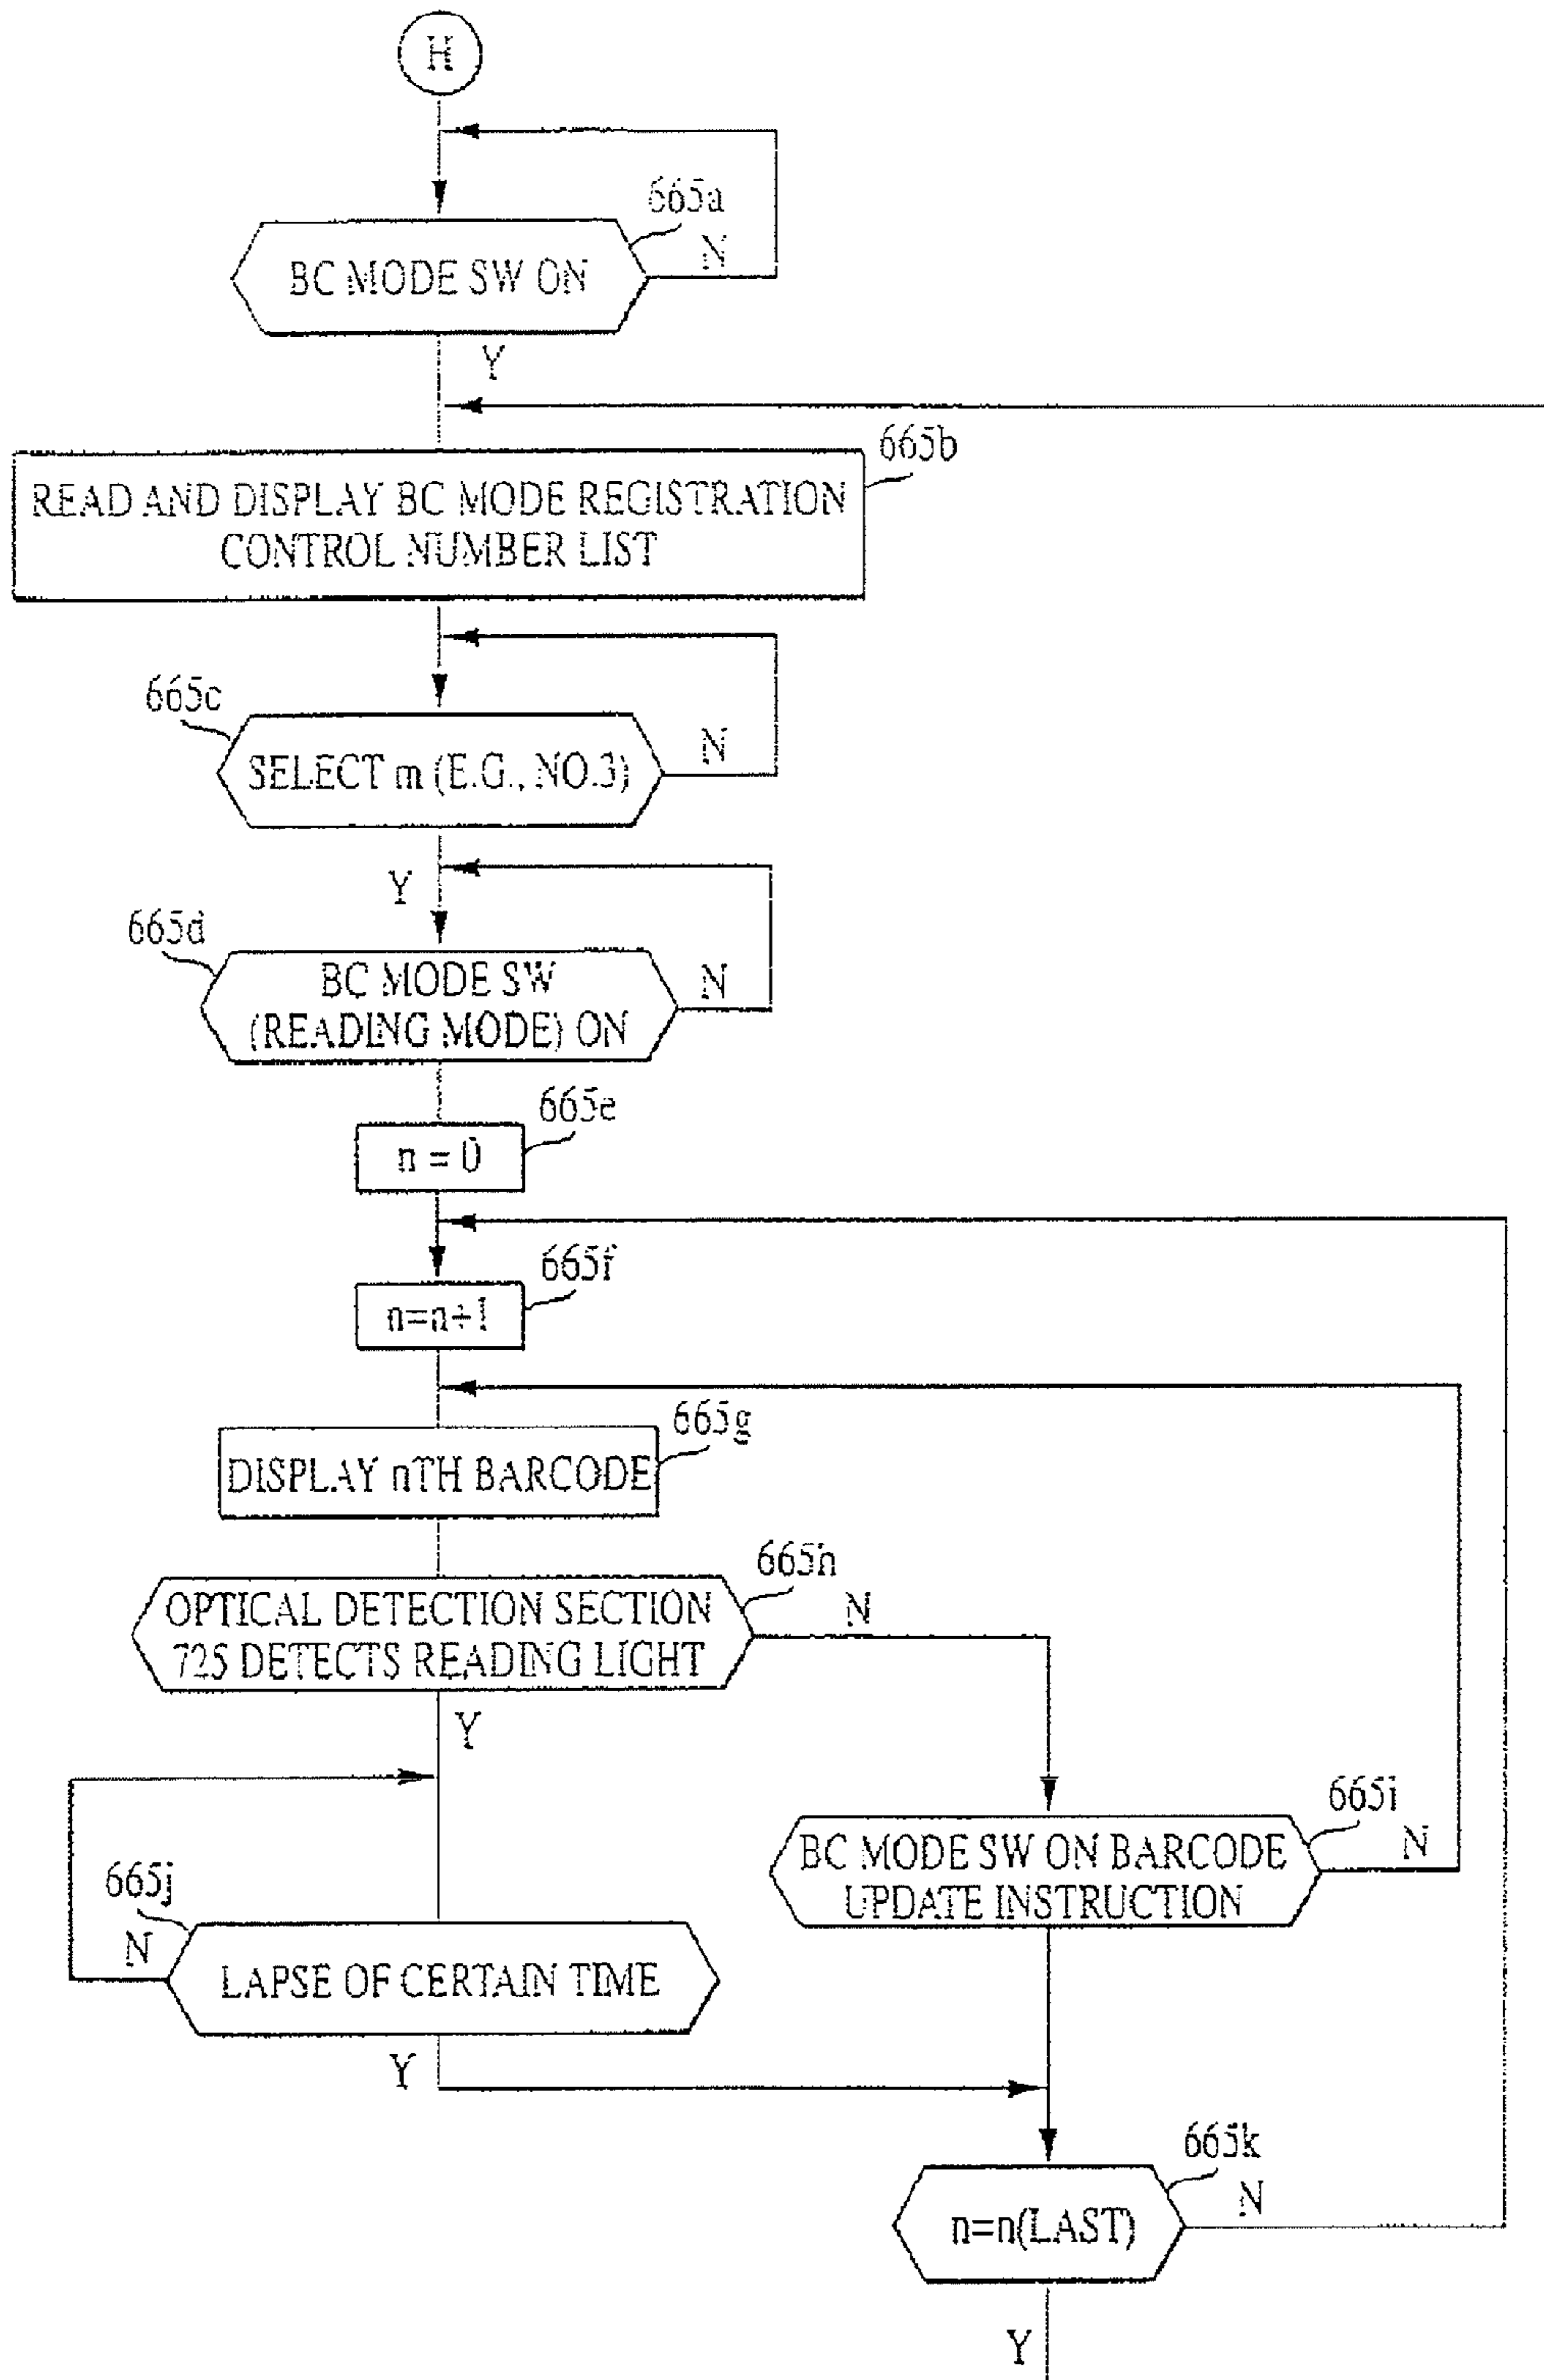 H
665a
BC MODE SW ON
N
Y
665b
READ AND DISPLAY BC MODE REGISTRATION
CONTROL NUMBER LIST
665c
SELECT m (E.G., NO.3)
N
Y
665d
BC MODE SW
(READING MODE) ON
N
665e
n = 0
665f
n=n+1
665g
DISPLAY nTH BARCODE
665h
OPTICAL DETECTION SECTION
725 DETECTS READING LIGHT
N
Y
665i
BC MODE SW ON BARCODE
UPDATE INSTRUCTION
N
665j
N
LAPSE OF CERTAIN TIME
Y
665k
n=n(LAST)
N
Y